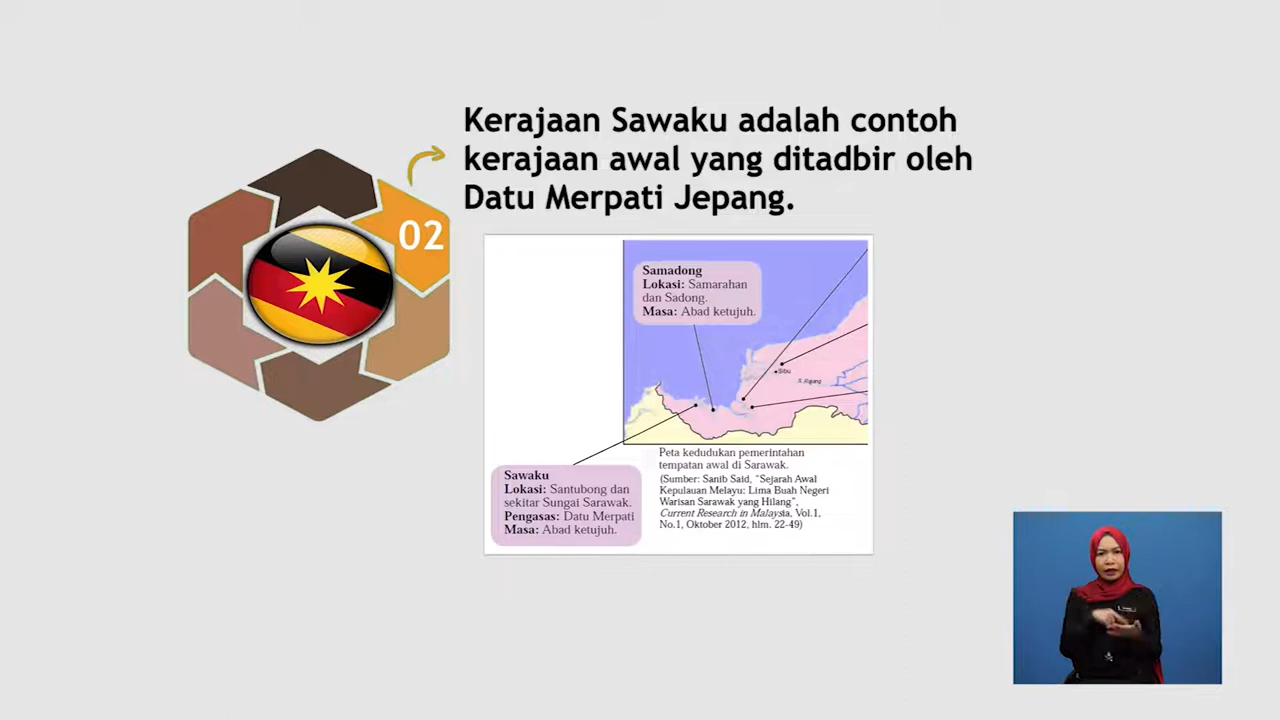 Kerajaan Sawaku adalah contoh
kerajaan awal yang ditadbir oleh
Datu Merpati Jepang.
02
Samadong
Lokasi: Samarahan
dan Sadong.
Masa: Abad ketujuh.
Sibu
S. Rajang
Sawaku
Lokasi: Santubong dan
sekitar Sungai Sarawak.
Pengasas: Datu Merpati
Masa: Abad ketujuh.
Peta kedudukan pemerintahan
tempatan awal di Sarawak.
(Sumber: Sanib Said, "Sejarah Awal
Kepulauan Melayu: Lima Buah Negeri
Warisan Sarawak yang Hilang",
Current Research in Malaysia, Vol.1,
No.1, Oktober 2012, hlm. 22-49)